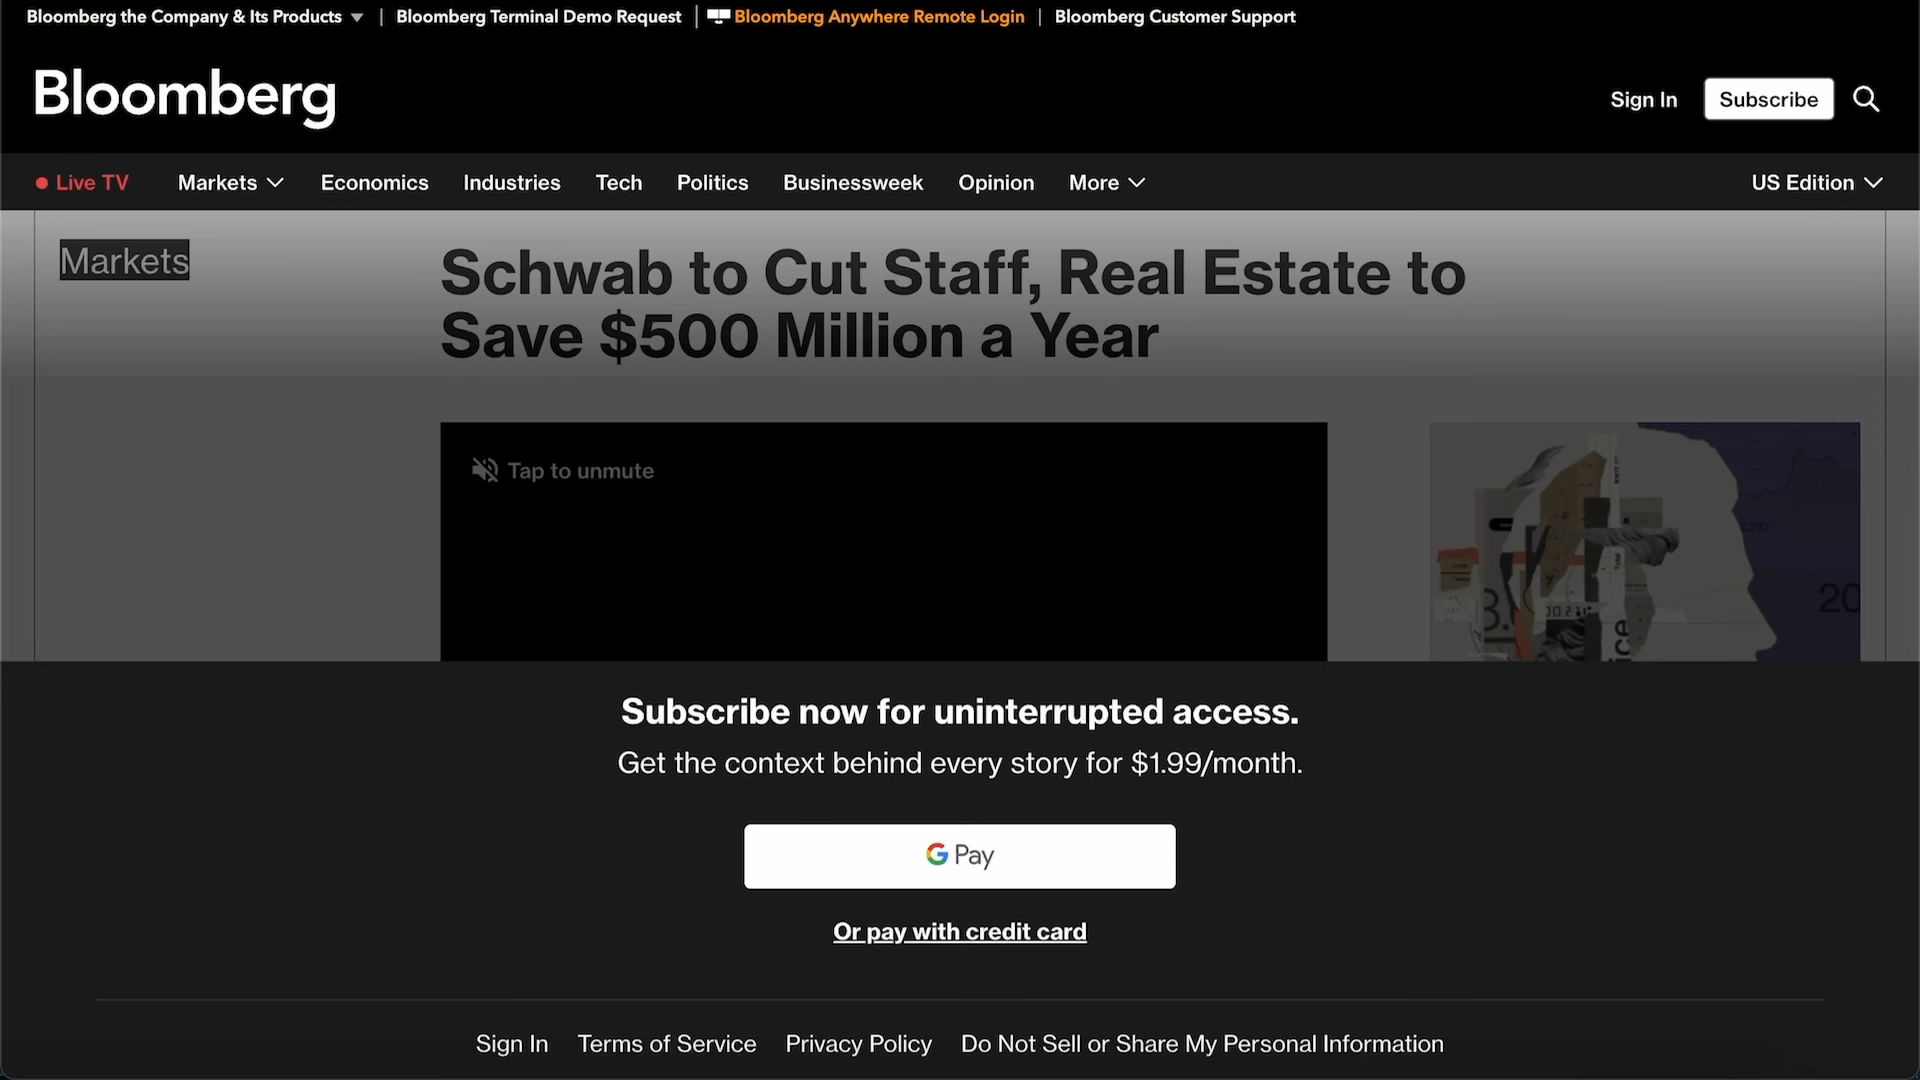 Bloomberg the Company & Its Products ▼ | Bloomberg Terminal Demo Request | Bloomberg Anywhere Remote Login | Bloomberg Customer Support
Bloomberg
Sign In Subscribe
Live TV Markets Economics Industries Tech Politics Businessweek Opinion More US Edition
Markets
Schwab to Cut Staff, Real Estate to
Save $500 Million a Year
Tap to unmute
20
Subscribe now for uninterrupted access.
Get the context behind every story for $1.99/month.
G Pay
Or pay with credit card
Sign In Terms of Service Privacy Policy Do Not Sell or Share My Personal Information